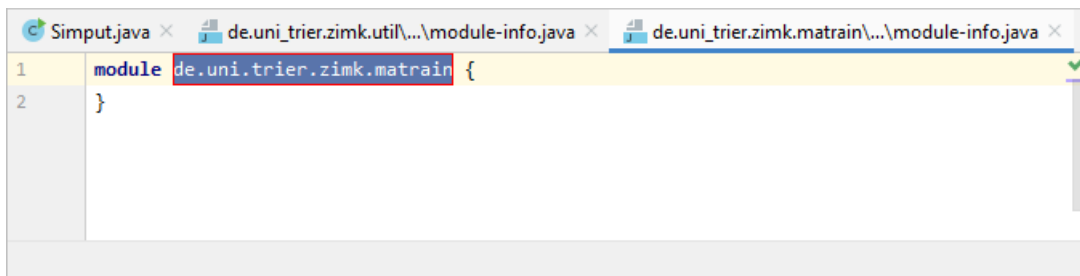 Simput.java de.uni_trier.zimk.util\...\module-info.java de.uni_trier.zimk.matrain\...\module-info.java
1 module de.uni.trier.zimk.matrain {
2 }